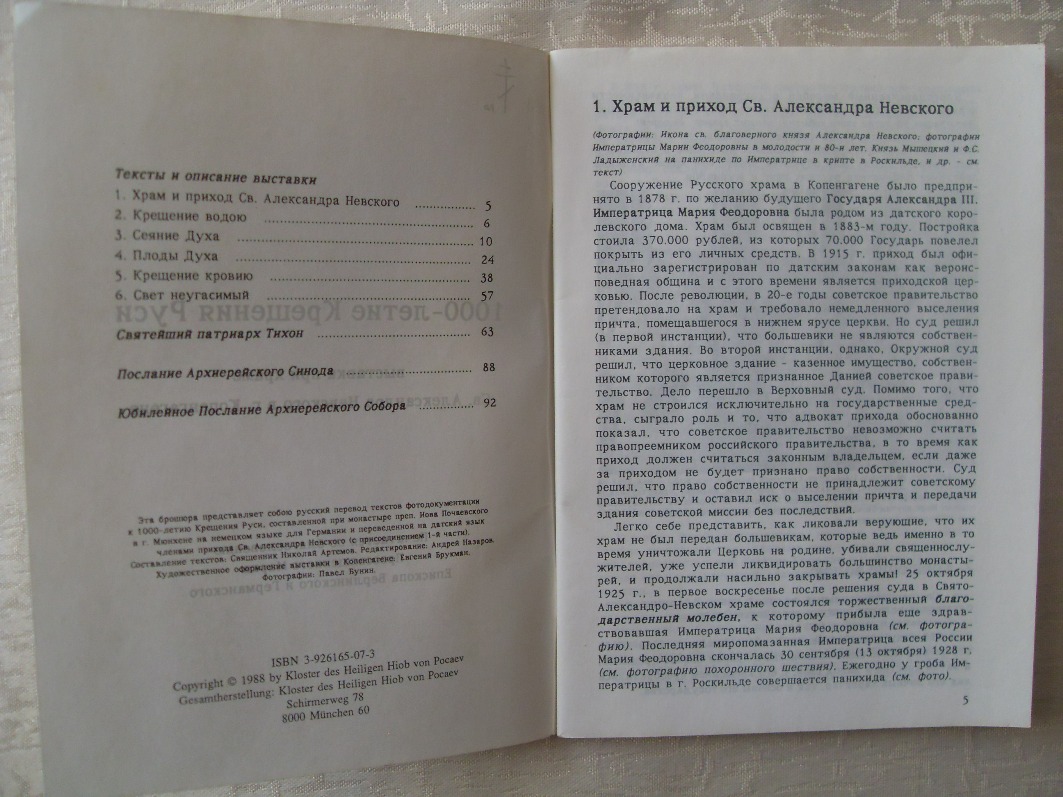 Тексты и описание выставки
1. Храм и приход Св. Александра Невского ................ 5
2. Крещение водою ................ 6
3. Сеяние Духа ................ 10
4. Плоды Духа ................ 24
5. Крещение кровию ................ 38
6. Свет неугасимый ................ 57
Святейший патриарх Тихон ................ 63
Послание Архиерейского Синода ................ 88
Юбилейное Послание Архиерейского Собора ................ 92
Эта брошюра представляет собою русский перевод текстов фотодокументации
к 1000-летию Крещения Руси, составленной при монастыре преп. Иова Почаевского
в г. Мюнхене на немецком языке для Германии и переведенной на датский язык
членами прихода Св. Александра Невского (с присоединением 1-й части).
Составление текстов: Священник Николай Артемов. Редактирование: Андрей Назаров.
Художественное оформление выставки в Копенгагене: Евгений Брукман.
Фотографии: Павел Бунин.
ISBN 3-926165-07-3
Copyright © 1988 by Kloster des Heiligen Hiob von Pocaev
Gesamtherstellung: Kloster des Heiligen Hiob von Pocaev
Schirmerweg 78
8000 München 60
1. Храм и приход Св. Александра Невского
(Фотографии: Икона св. благоверного князя Александра Невского; фотографии
Императрицы Марии Феодоровны в молодости и 80-и лет. Князь Мышецкий и Ф.С.
Ладыженский на панихиде по Императрице в крипте в Роскильде, и др. - см.
текст)
Сооружение Русского храма в Копенгагене было предпри-
нято в 1878 г. по желанию будущего Государя Александра III.
Императрица Мария Феодоровна была родом из датского коро-
левского дома. Храм был освящен в 1883-м году. Постройка
стоила 370.000 рублей, из которых 70.000 Государь повелел
покрыть из его личных средств. В 1915 г. приход был офи-
циально зарегистрирован по датским законам как вероис-
поведная община и с этого времени является приходской цер-
ковью. После революции, в 20-е годы советское правительство
претендовало на храм и требовало немедленного выселения
причта, помещавшегося в нижнем ярусе церкви. Но суд решил
(в первой инстанции), что большевики не являются собствен-
никами здания. Во второй инстанции, однако, Окружной суд
решил, что церковное здание - казенное имущество, собствен-
ником которого является признанное Данией советское прави-
тельство. Дело перешло в Верховный суд. Помимо того, что
храм не строился исключительно на государственные сред-
ства, сыграло роль и то, что адвокат прихода обоснованно
показал, что советское правительство невозможно считать
правопреемником российского правительства, в то время как
приход должен считаться законным владельцем, если даже
за приходом не будет признано право собственности. Суд
решил, что право собственности не принадлежит советскому
правительству и оставил иск о выселении причта и передачи
здания советской миссии без последствий.
Легко себе представить, как ликовали верующие, что их
храм не был передан большевикам, которые ведь именно в то
время уничтожали Церковь на родине, убивали священнослу-
жителей, уже успели ликвидировать большинство монасты-
рей, и продолжали насильно закрывать храмы! 25 октября
1925 г., в первое воскресенье после решения суда в Свято-
Александро-Невском храме состоялся торжественный благо-
дарственный молебен, к которому прибыла еще здрав-
ствовавшая Императрица Мария Феодоровна (см. фотогра-
фию). Последняя миропомазанная Императрица всея России
Мария Феодоровна скончалась 30 сентября (13 октября) 1928 г.
(см. фотографию похоронного шествия). Ежегодно у гроба Им-
ператрицы в г. Роскильде совершается панихида (см. фото).
5